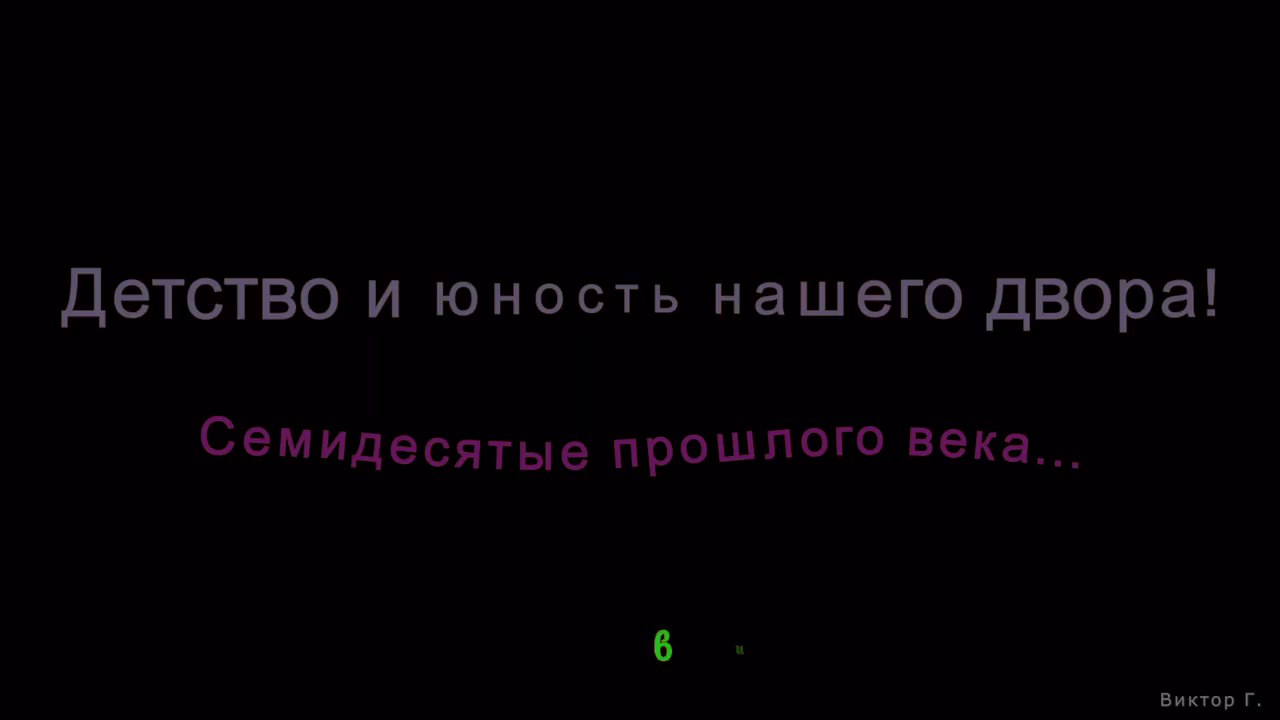 Детство и юность нашего двора!
Семидесятые прошлого века...
в и
Виктор Г.